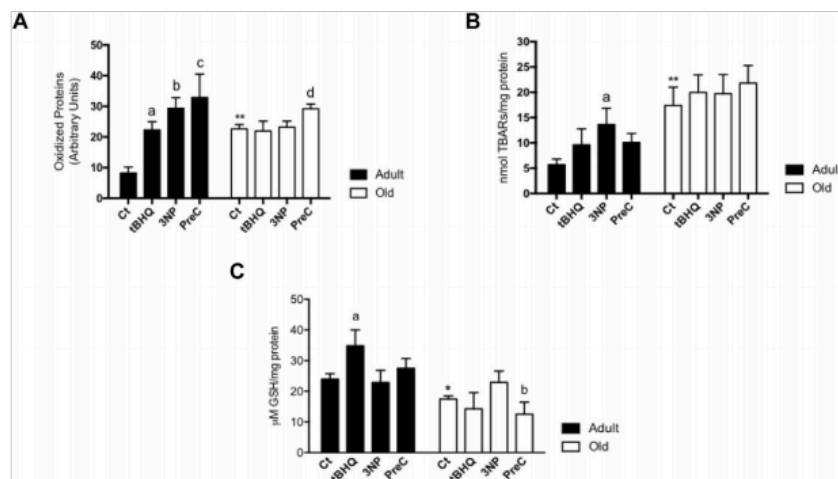 A
Oxidized Proteins
(Arbitrary Units)
50
40
30
20
10
0
a
b
c
**
d
Ct
tBHQ
3NP
PreC
Ct
tBHQ
3NP
PreC
Adult
Old
B
nmol TBARs/mg protein
30
25
20
15
10
5
0
a
**
Ct
tBHQ
3NP
PreC
Ct
tBHQ
3NP
PreC
Adul
Old
C
µM GSH/mg protein
50
40
30
20
10
0
a
*
b
Ct
tBHQ
3NP
PreC
Ct
tBHQ
3NP
PreC
Adult
Old